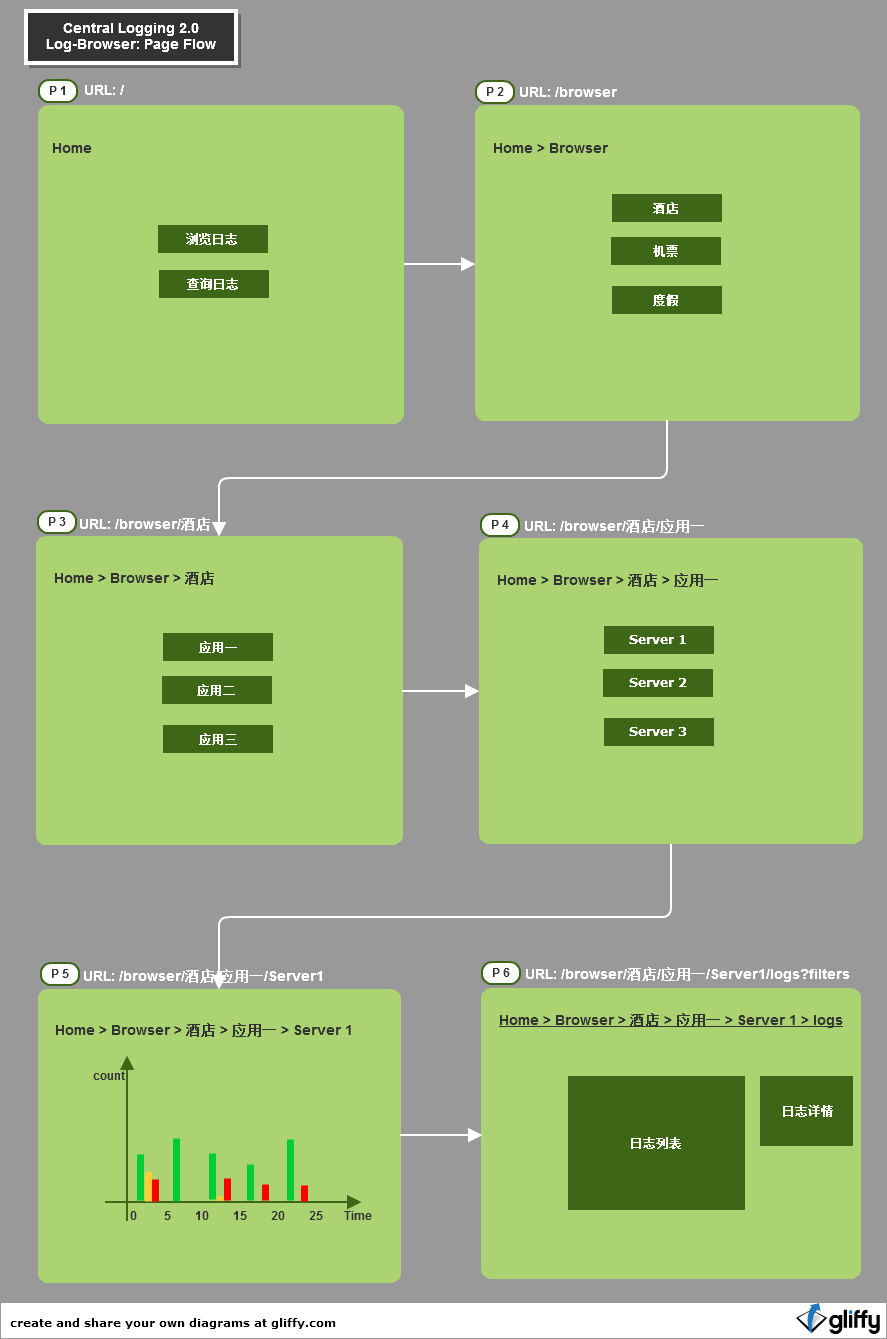 Central Logging 2.0
Log-Browser: Page Flow
P 1
URL: /
Home
浏览日志
查询日志
P 2
URL: /browser
Home > Browser
酒店
机票
度假
P 3
URL: /browser/酒店
Home > Browser > 酒店
应用一
应用二
应用三
P 4
URL: /browser/酒店/应用一
Home > Browser > 酒店 > 应用一
Server 1
Server 2
Server 3
P 5
URL: /browser/酒店/应用一/Server1
Home > Browser > 酒店 > 应用一 > Server 1
count
0 5 10 15 20 25 Time
P 6
URL: /browser/酒店/应用一/Server1/logs?filters
Home > Browser > 酒店 > 应用一 > Server 1 > logs
日志列表
日志详情
create and share your own diagrams at gliffy.com
gliffy